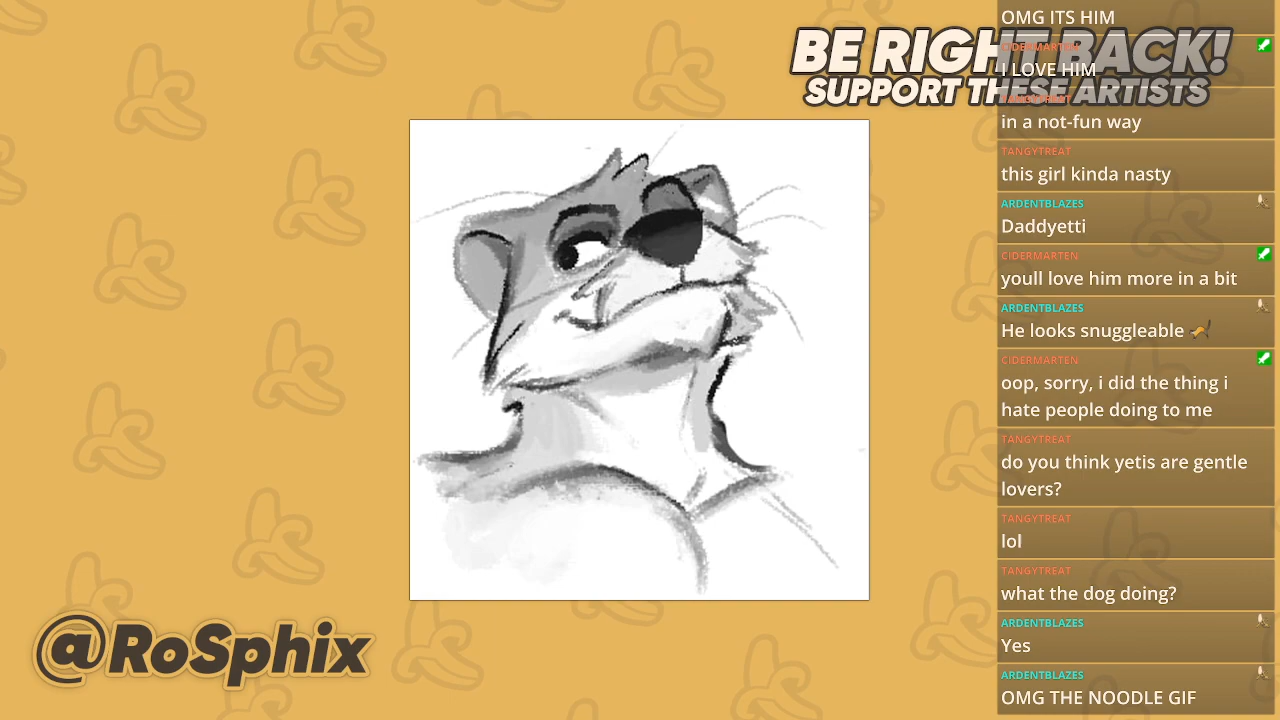 BE RIGHT BACK!
SUPPORT THESE ARTISTS
@RoSphix
OMG ITS HIM
CIDERMARTEN
I LOVE HIM
TANGYTREAT
in a not-fun way
TANGYTREAT
this girl kinda nasty
ARDENTBLAZES
Daddyetti
CIDERMARTEN
youll love him more in a bit
ARDENTBLAZES
He looks snuggleable
CIDERMARTEN
oop, sorry, i did the thing i
hate people doing to me
TANGYTREAT
do you think yetis are gentle
lovers?
TANGYTREAT
lol
TANGYTREAT
what the dog doing?
ARDENTBLAZES
Yes
ARDENTBLAZES
OMG THE NOODLE GIF